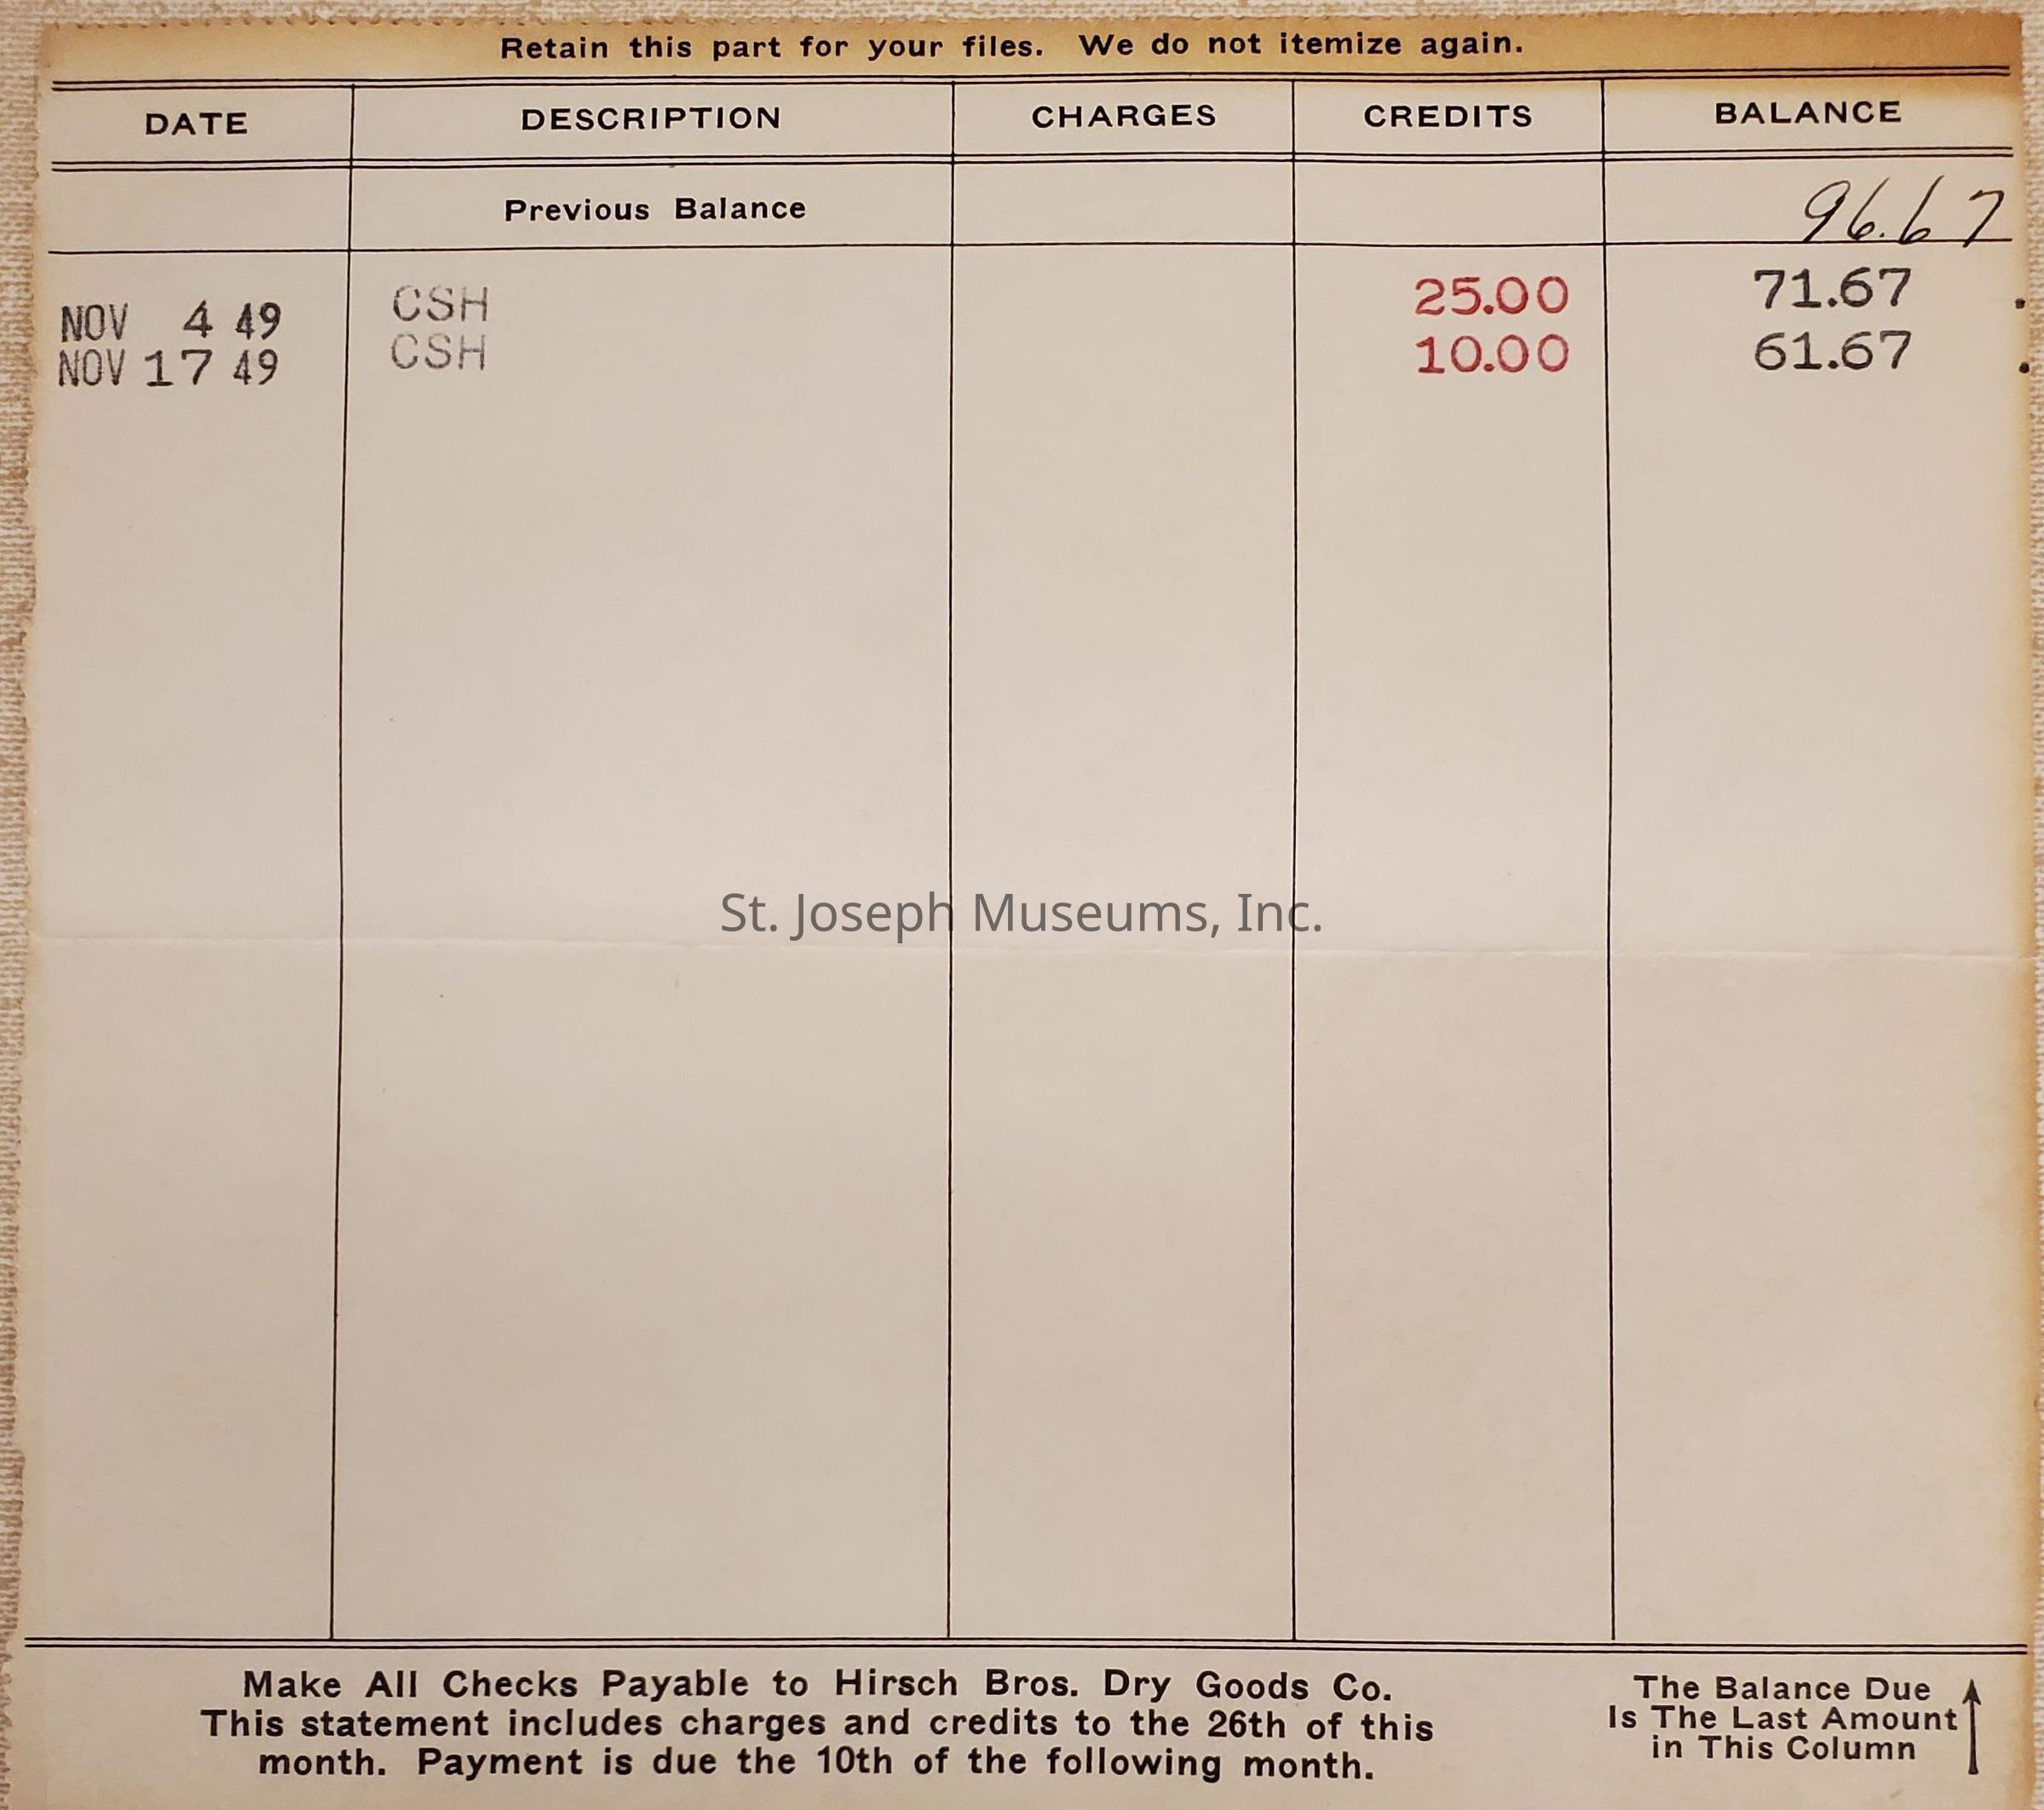 Retain this part for your files. We do not itemize again.
DATE DESCRIPTION CHARGES CREDITS BALANCE
Previous Balance 96.67
NOV 4 49 CSH 25.00 71.67 .
NOV 17 49 CSH 10.00 61.67 .
St. Joseph Museums, Inc.
Make All Checks Payable to Hirsch Bros. Dry Goods Co.
This statement includes charges and credits to the 26th of this
month. Payment is due the 10th of the following month.
The Balance Due
Is The Last Amount
in This Column